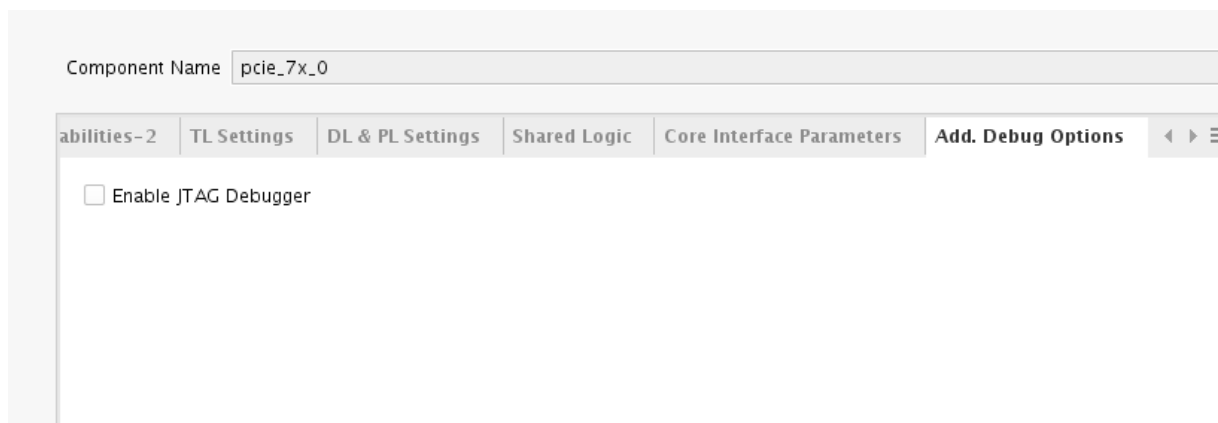 Component Name pcie_7x_0
abilities-2 TL Settings DL & PL Settings Shared Logic Core Interface Parameters Add. Debug Options
Enable JTAG Debugger